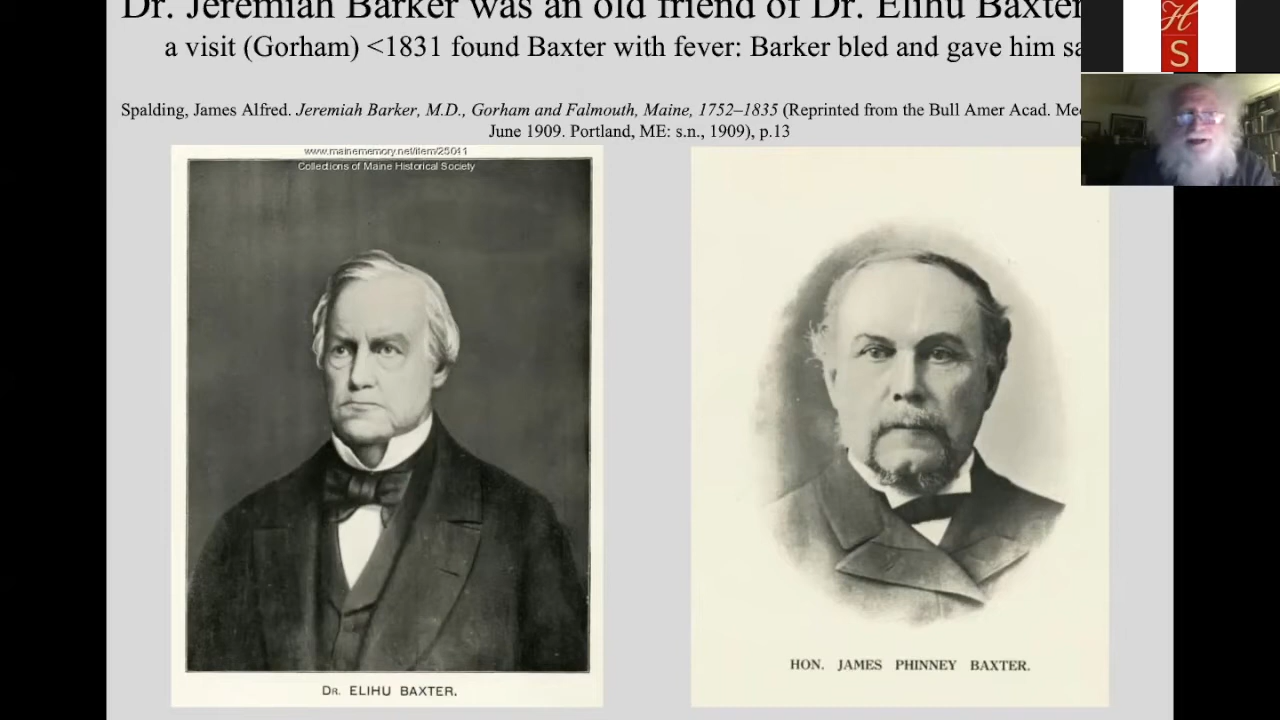 Dr. Jeremiah Barker was an old friend of Dr. Elihu Baxter
a visit (Gorham) <1831 found Baxter with fever: Barker bled and gave him
Spalding, James Alfred. Jeremiah Barker, M.D., Gorham and Falmouth, Maine, 1752–1835 (Reprinted from the Bull Amer Acad.
June 1909. Portland, ME: s.n., 1909), p.13
www.mainememory.net/item/25041
Collections of Maine Historical Society
H
S
DR. ELIHU BAXTER.
HON. JAMES PHINNEY BAXTER.